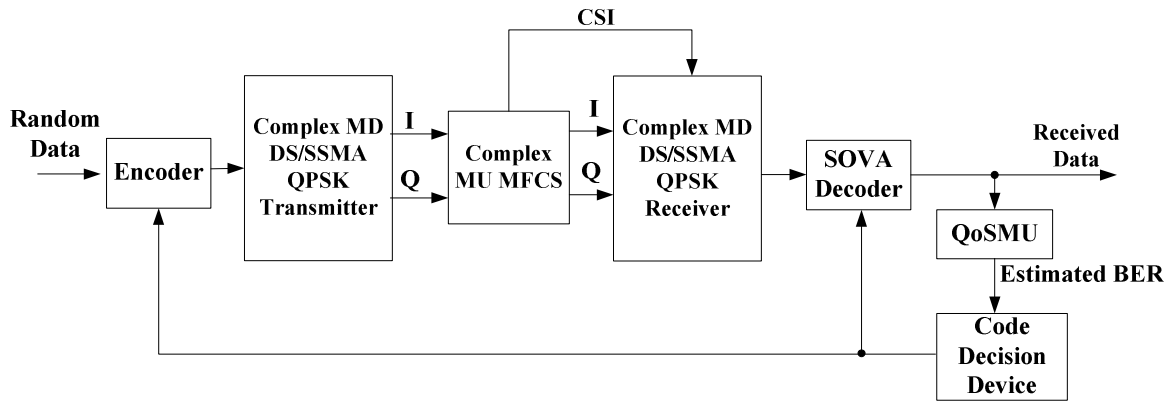 CSI
Random
Data
Encoder
Complex MD
DS/SSMA
QPSK
Transmitter
I
Q
Complex
MU MFCS
I
Q
Complex MD
DS/SSMA
QPSK
Receiver
SOVA
Decoder
Received
Data
QoSMU
Estimated BER
Code
Decision
Device